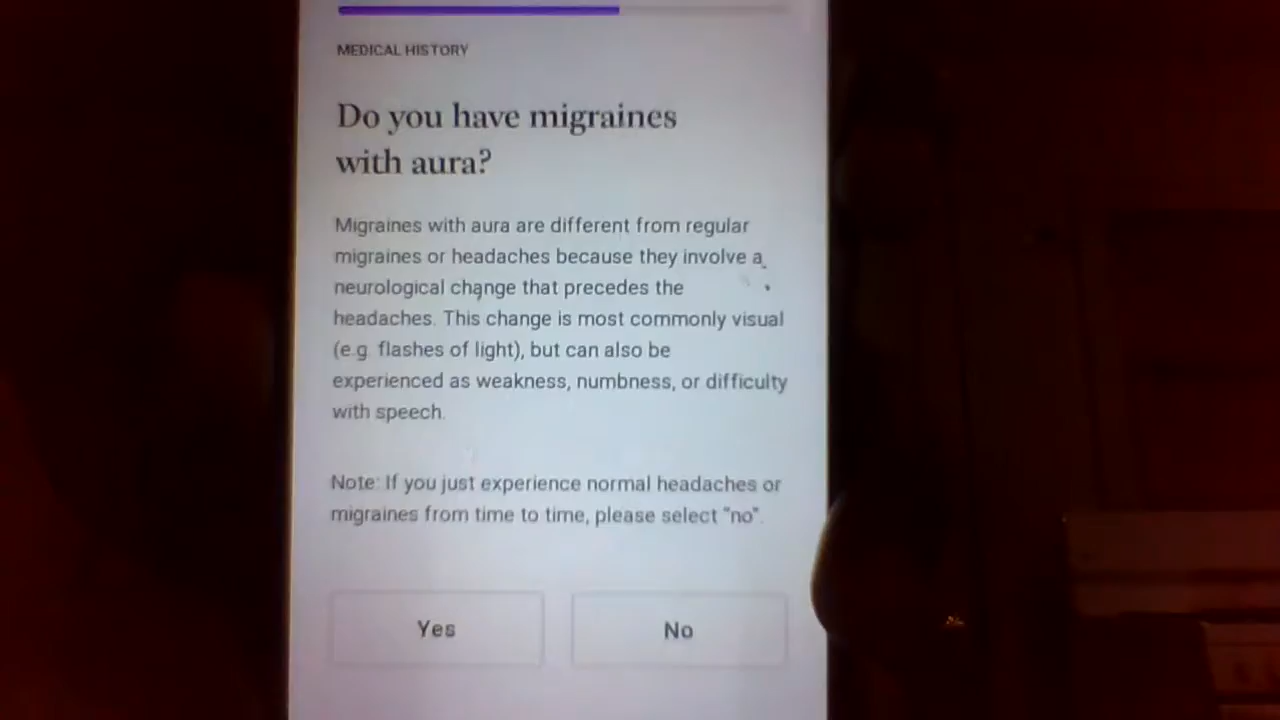 MEDICAL HISTORY
Do you have migraines
with aura?
Migraines with aura are different from regular
migraines or headaches because they involve a
neurological change that precedes the
headaches. This change is most commonly visual
(e.g. flashes of light), but can also be
experienced as weakness, numbness, or difficulty
with speech.
Note: If you just experience normal headaches or
migraines from time to time, please select "no".
Yes
No